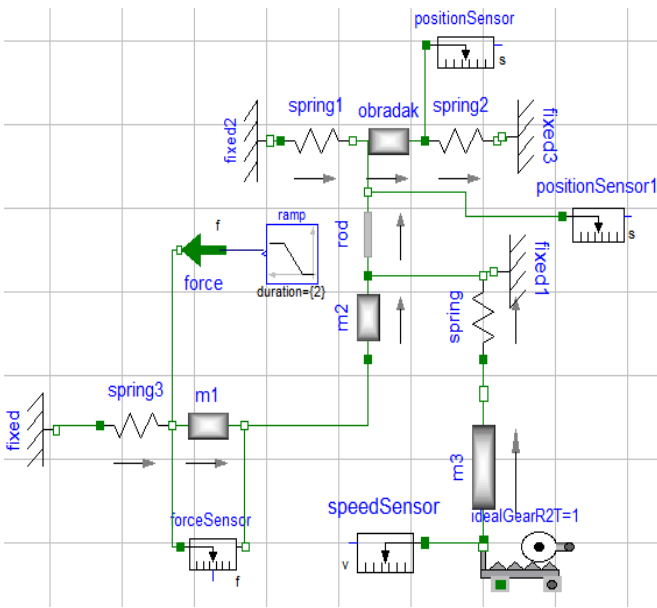 positionSensor
s
spring1
obradak
spring2
fixed2
fixed3
positionSensor1
s
ramp
f
rod
fixed1
force
duration={2}
m2
spring
spring3
m1
fixed
m3
speedSensor
forceSensor
idealGearR2T=1
v
f